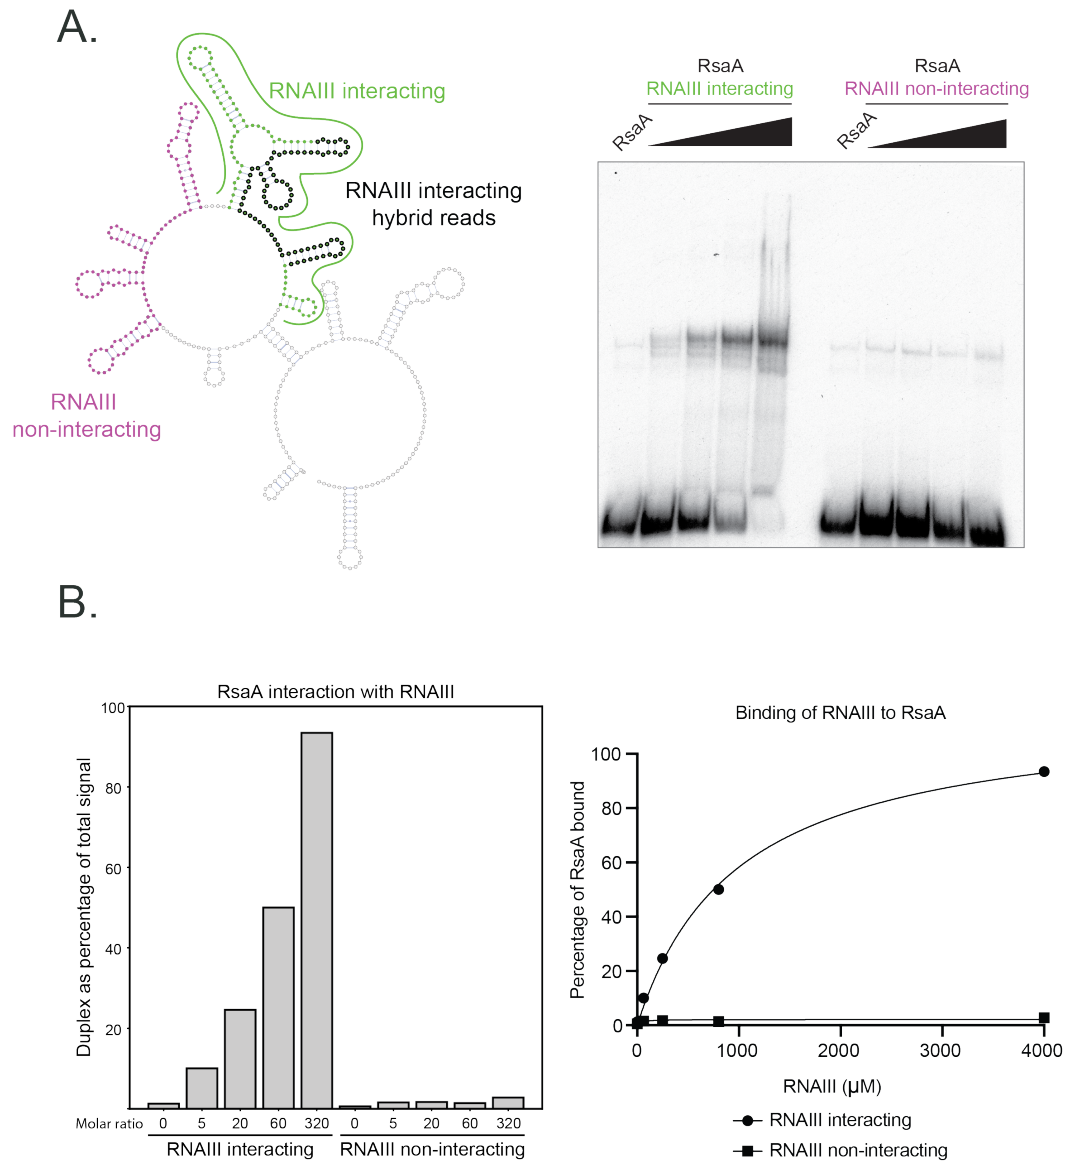 A.
RNAIII interacting
RNAIII interacting
hybrid reads
RNAIII
non-interacting
RsaA
RNAIII interacting
RsaA
RsaA
RNAIII non-interacting
RsaA
B.
RsaA interaction with RNAIII
Duplex as percentage of total signal
100
80
60
40
20
Molar ratio 0 5 20 60 320 0 5 20 60 320
RNAIII interacting RNAIII non-interacting
Binding of RNAIII to RsaA
Percentage of RsaA bound
100
80
60
40
20
0
0 1000 2000 3000 4000
RNAIII (μM)
RNAIII interacting
RNAIII non-interacting